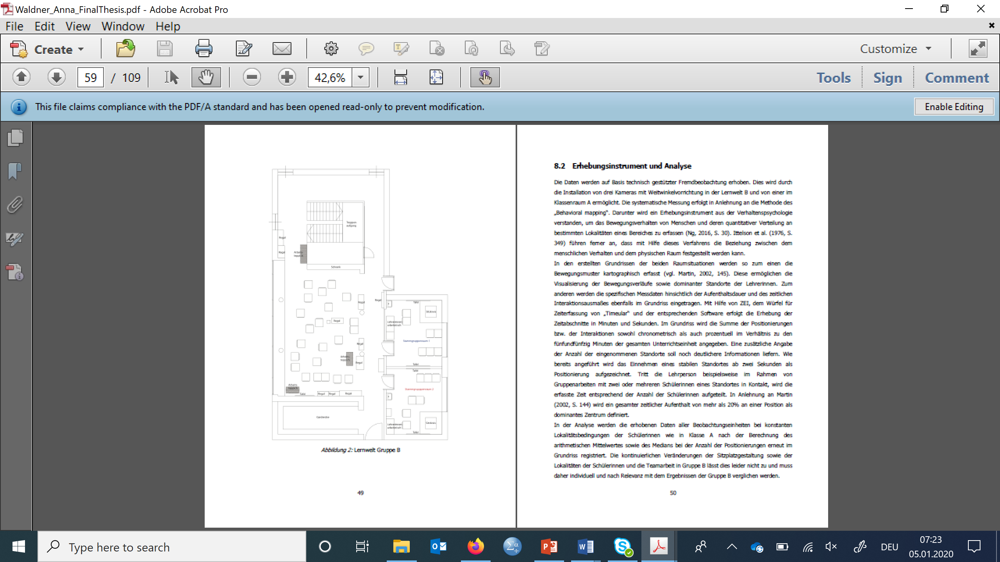 Waldner_Anna_FinalThesis.pdf - Adobe Acrobat Pro
File Edit View Window Help
Create
Customize
59 / 109
42,6%
Tools Sign Comment
This file claims compliance with the PDF/A standard and has been opened read-only to prevent modification.
Enable Editing
Treppen-
aufgang
Regal
Regal
Arbeits-
teppich
Schrank
Regal
Regal
Tafel
Sitzkreis
Regal
Lehrerinnen-
arbeitstisch
Stammgruppenraum 1
Regal
Arbeits-
teppich
Regal
Tafel
Tafel
Arbeits-
teppich
Stammgruppenraum 2
Tafel
Regal
Regal
Regal
Garderobe
Sitzkreis
Lehrerinnen-
arbeitstisch
Tafel
Abbildung 2: Lernwelt Gruppe B
49
8.2 Erhebungsinstrument und Analyse
Die Daten werden auf Basis technisch gestützter Fremdbeobachtung erhoben. Dies wird durch
die Installation von drei Kameras mit Weitwinkelvorrichtung in der Lernwelt B und von einer im
Klassenraum A ermöglicht. Die systematische Messung erfolgt in Anlehnung an die Methode des
„Behavioral mapping“. Darunter wird ein Erhebungsinstrument aus der Verhaltenspsychologie
verstanden, um das Bewegungsverhalten von Menschen und deren quantitativer Verteilung an
bestimmten Lokalitäten eines Bereiches zu erfassen (Ng, 2016, S. 30). Ittelson et al. (1976, S.
349) führen ferner an, dass mit Hilfe dieses Verfahrens die Beziehung zwischen dem
menschlichen Verhalten und dem physischen Raum festgestellt werden kann.
In den erstellten Grundrissen der beiden Raumsituationen werden so zum einen die
Bewegungsmuster kartographisch erfasst (vgl. Martin, 2002, 145). Diese ermöglichen die
Visualisierung der Bewegungsverläufe sowie dominanter Standorte der Lehrerinnen. Zum
anderen werden die spezifischen Messdaten hinsichtlich der Aufenthaltsdauer und des zeitlichen
Interaktionsausmaßes ebenfalls im Grundriss eingetragen. Mit Hilfe von ZEI, dem Würfel für
Zeiterfassung von „Timeular“ und der entsprechenden Software erfolgt die Erhebung der
Zeitabschnitte in Minuten und Sekunden. Im Grundriss wird die Summe der Positionierungen
bzw. der Interaktionen sowohl chronometrisch als auch prozentuell im Verhältnis zu den
fünfundfünfzig Minuten der gesamten Unterrichtseinheit angegeben. Eine zusätzliche Angabe
der Anzahl der eingenommenen Standorte soll noch deutlichere Informationen liefern. Wie
bereits angeführt wird das Einnehmen eines stabilen Standortes ab zwei Sekunden als
Positionierung aufgezeichnet. Tritt die Lehrperson beispielsweise im Rahmen von
Gruppenarbeiten mit zwei oder mehreren Schülerinnen eines Standortes in Kontakt, wird die
erfasste Zeit entsprechend der Anzahl der Schülerinnen aufgeteilt. In Anlehnung an Martin
(2002, S. 144) wird ein gesamter zeitlicher Aufenthalt von mehr als 20% an einer Position als
dominantes Zentrum definiert.
In der Analyse werden die erhobenen Daten aller Beobachtungseinheiten bei konstanten
Lokalitätsbedingungen der Schülerinnen wie in Klasse A nach der Berechnung des
arithmetischen Mittelwertes sowie des Medians bei der Anzahl der Positionierungen erneut im
Grundriss registriert. Die kontinuierlichen Veränderungen der Sitzplatzgestaltung sowie der
Lokalitäten der Schülerinnen und die Teamarbeit in Gruppe B lässt dies leider nicht zu und muss
daher individuell und nach Relevanz mit dem Ergebnissen der Gruppe B verglichen werden.
50
Type here to search
DEU
07:23
05.01.2020